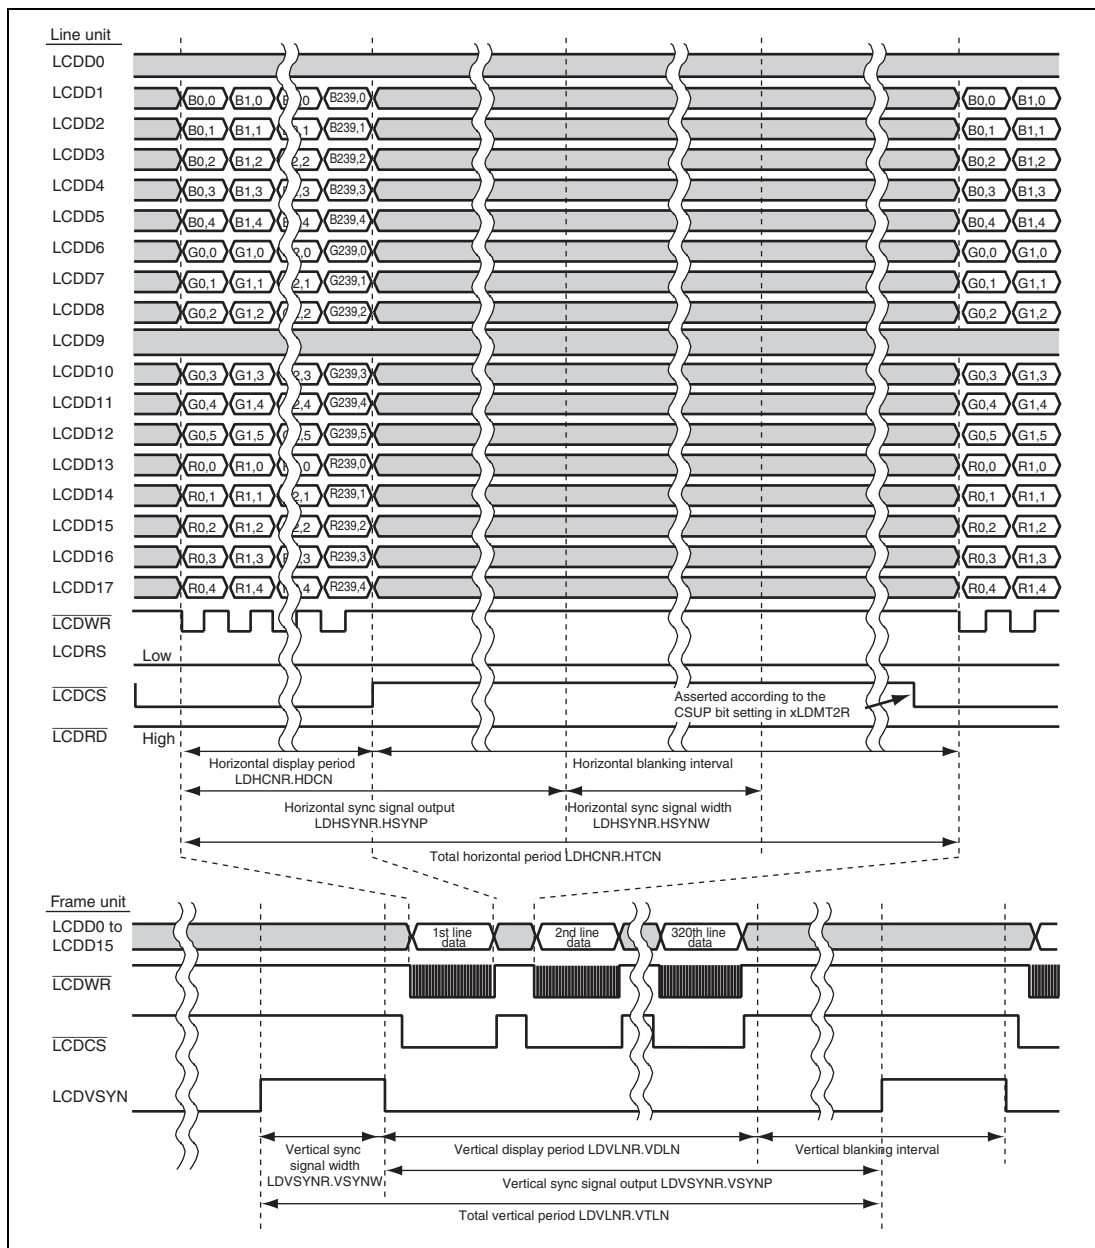 Line unit
LCDD0
LCDD1 B0,0 B1,0 B239,0 B0,0 B1,0
LCDD2 B0,1 B1,1 B239,1 B0,1 B1,1
LCDD3 B0,2 B1,2 B239,2 B0,2 B1,2
LCDD4 B0,3 B1,3 B239,3 B0,3 B1,3
LCDD5 B0,4 B1,4 B239,4 B0,4 B1,4
LCDD6 G0,0 G1,0 G239,0 G0,0 G1,0
LCDD7 G0,1 G1,1 G239,1 G0,1 G1,1
LCDD8 G0,2 G1,2 G239,2 G0,2 G1,2
LCDD9
LCDD10 G0,3 G1,3 G239,3 G0,3 G1,3
LCDD11 G0,4 G1,4 G239,4 G0,4 G1,4
LCDD12 G0,5 G1,5 G239,5 G0,5 G1,5
LCDD13 R0,0 R1,0 R239,0 R0,0 R1,0
LCDD14 R0,1 R1,1 R239,1 R0,1 R1,1
LCDD15 R0,2 R1,2 R239,2 R0,2 R1,2
LCDD16 R0,3 R1,3 R239,3 R0,3 R1,3
LCDD17 R0,4 R1,4 R239,4 R0,4 R1,4
LCDWR
LCDRS Low
LCDCS
Asserted according to the
CSUP bit setting in xLDMT2R
LCDRD High
Horizontal display period
LDHCNR.HDCN
Horizontal blanking interval
Horizontal sync signal output
LDHSYNR.HSYNP
Horizontal sync signal width
LDHSYNR.HSYNW
Total horizontal period LDHCNR.HTCN
Frame unit
LCDD0 to
LCDD15
1st line
data
2nd line
data
320th line
data
LCDWR
LCDCS
LCDVSYN
Vertical sync
signal width
LDVSYNR.VSYNW
Vertical display period LDVLNR.VDLN
Vertical blanking interval
Vertical sync signal output LDVSYNR.VSYNP
Total vertical period LDVLNR.VTLN